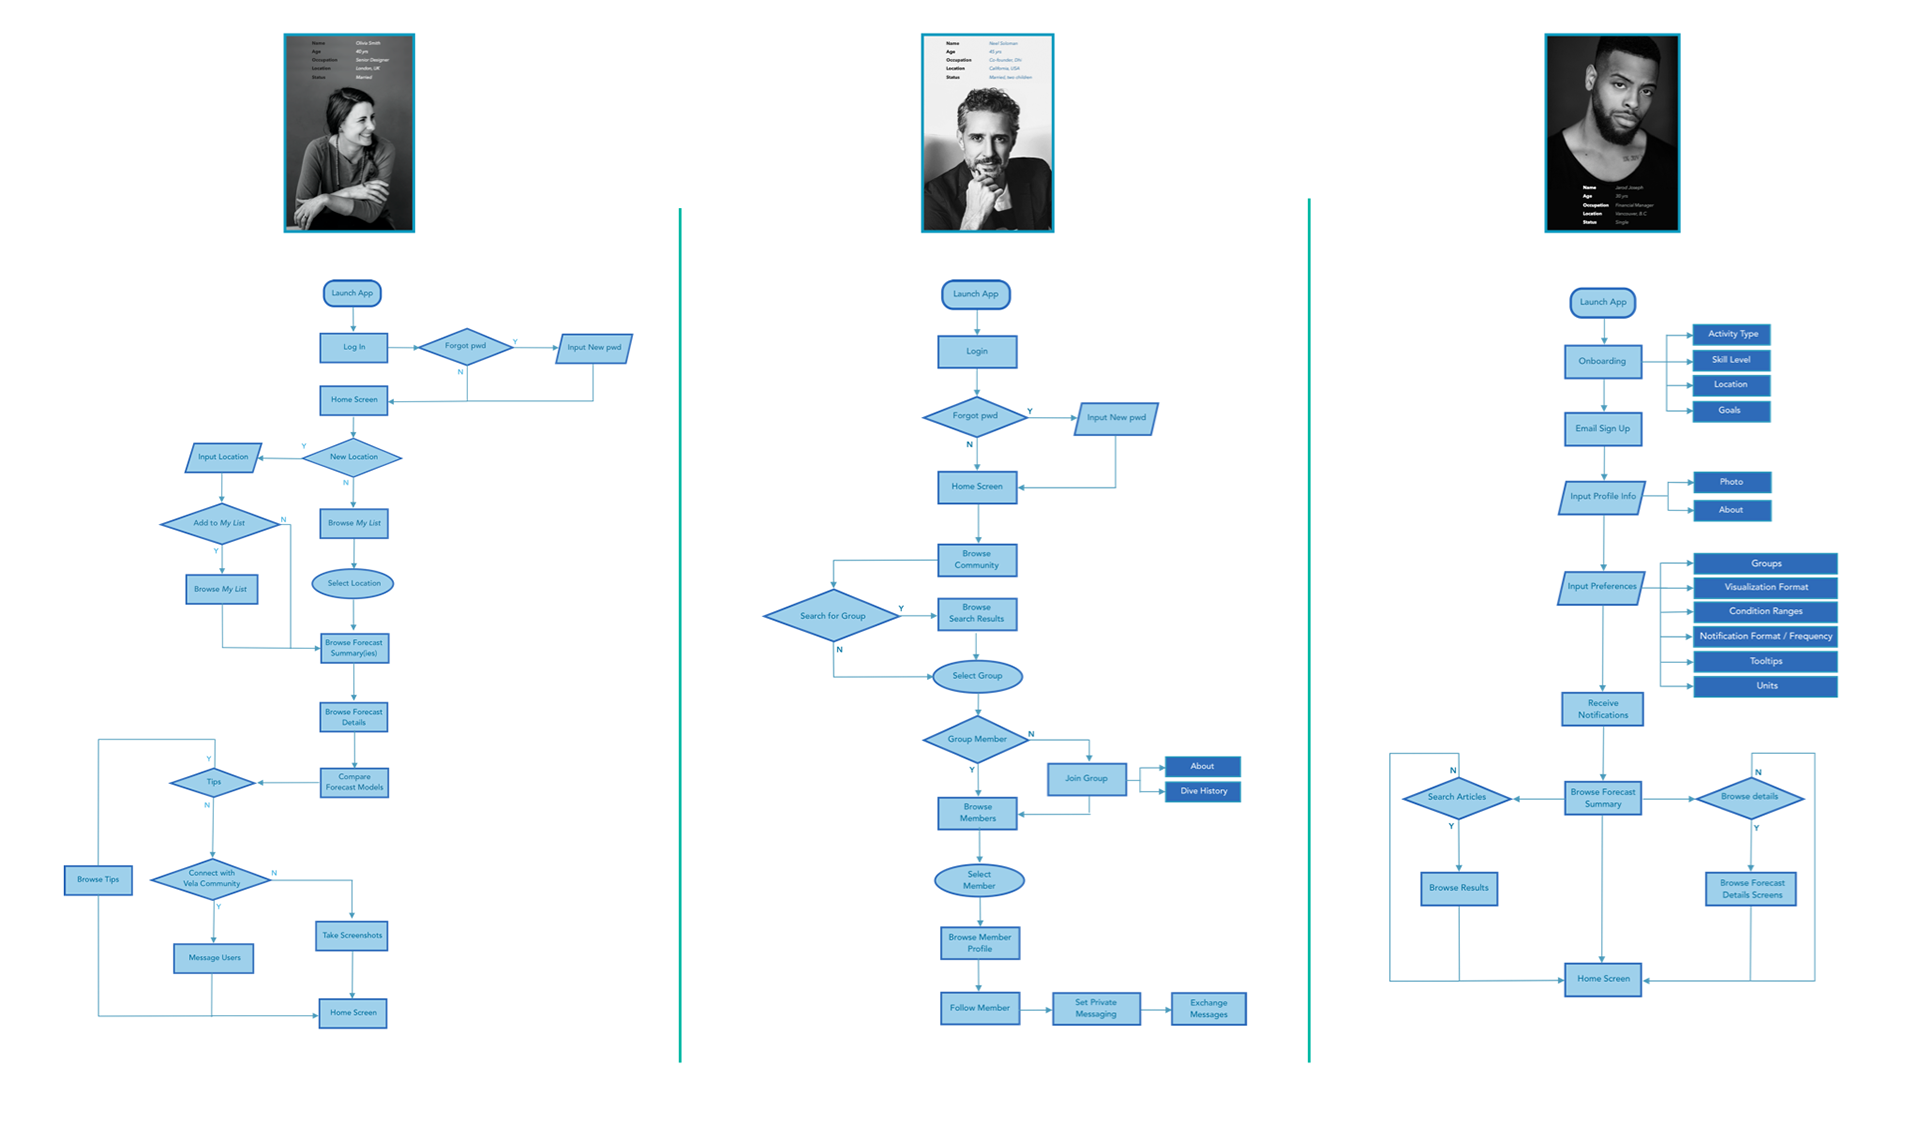 Name Olivia Smith
Age 40 yrs
Occupation Senior Designer
Location London, UK
Status Married
Launch App
Log In
Forgot pwd
Y
Input New pwd
N
Home Screen
Y
Input Location
New Location
N
Add to My List
N
Browse My List
Y
Select Location
Browse My List
Browse Forecast
Summary(ies)
Browse Forecast
Details
Y
Tips
Compare
Forecast Models
N
Connect with
Vela Community
N
Browse Tips
Y
Take Screenshots
Message Users
Home Screen
Name
Age 45 yrs
Occupation Co-founder,
Location California, USA
Status Married, two children
Launch App
Login
Forgot pwd
Y
Input New pwd
N
Home Screen
Browse
Community
Search for Group
Y
Browse
Search Results
N
Select Group
Group Member
N
Y
Join Group
About
Dive History
Browse
Members
Select
Member
Browse Member
Profile
Follow Member
Set Private
Messaging
Exchange
Messages
Name Jarod Joseph
Age 30 yrs
Occupation Financial Manager
Location Vancouver, B.C
Status Single
Launch App
Onboarding
Activity Type
Skill Level
Location
Goals
Email Sign Up
Input Profile Info
Photo
About
Input Preferences
Groups
Visualization Format
Condition Ranges
Notification Format / Frequency
Tooltips
Units
Receive
Notifications
N
N
Search Articles
Browse Forecast
Summary
Browse details
Y
Y
Browse Results
Browse Forecast
Details Screens
Home Screen